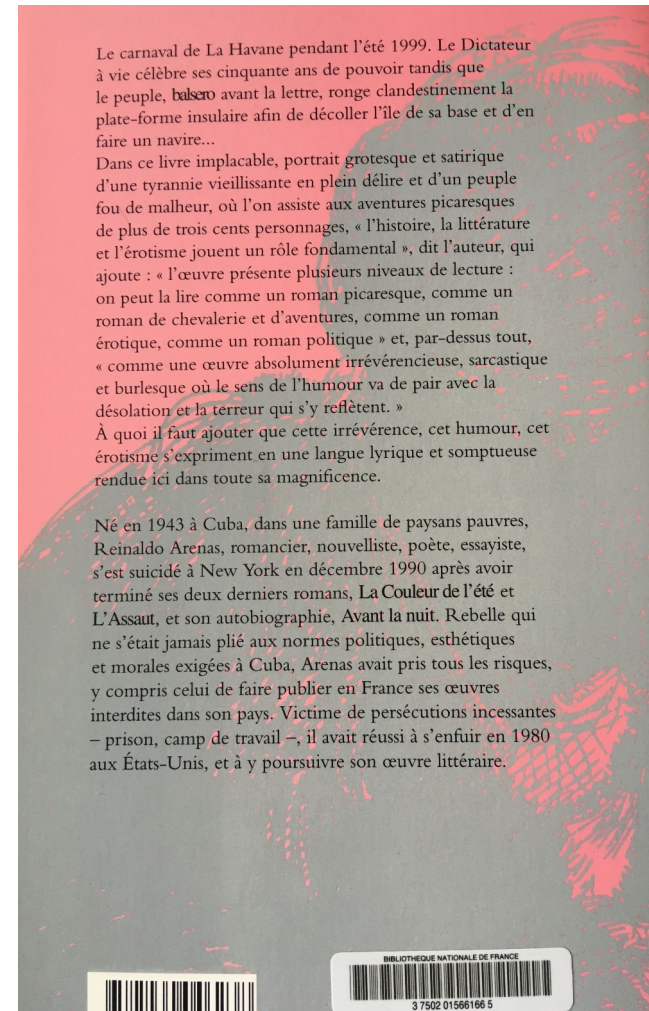 Le carnaval de La Havane pendant l'été 1999. Le Dictateur
à vie célèbre ses cinquante ans de pouvoir tandis que
le peuple, balsero avant la lettre, ronge clandestinement la
plate-forme insulaire afin de décoller l'île de sa base et d'en
faire un navire...
Dans ce livre implacable, portrait grotesque et satirique
d'une tyrannie vieillissante en plein délire et d'un peuple
fou de malheur, où l'on assiste aux aventures picaresques
de plus de trois cents personnages, « l'histoire, la littérature
et l'érotisme jouent un rôle fondamental », dit l'auteur, qui
ajoute : « l'œuvre présente plusieurs niveaux de lecture :
on peut la lire comme un roman picaresque, comme un
roman de chevalerie et d'aventures, comme un roman
érotique, comme un roman politique » et, par-dessus tout,
« comme une œuvre absolument irrévérencieuse, sarcastique
et burlesque où le sens de l'humour va de pair avec la
désolation et la terreur qui s'y reflètent. »
À quoi il faut ajouter que cette irrévérence, cet humour, cet
érotisme s'expriment en une langue lyrique et somptueuse
rendue ici dans toute sa magnificence.
Né en 1943 à Cuba, dans une famille de paysans pauvres,
Reinaldo Arenas, romancier, nouvelliste, poète, essayiste,
s'est suicidé à New York en décembre 1990 après avoir
terminé ses deux derniers romans, La Couleur de l'été et
L'Assaut, et son autobiographie, Avant la nuit. Rebelle qui
ne s'était jamais plié aux normes politiques, esthétiques
et morales exigées à Cuba, Arenas avait pris tous les risques,
y compris celui de faire publier en France ses œuvres
interdites dans son pays. Victime de persécutions incessantes
– prison, camp de travail –, il avait réussi à s'enfuir en 1980
aux États-Unis, et à y poursuivre son œuvre littéraire.
BIBLIOTHEQUE NATIONALE DE FRANCE
3 7502 01566166 5